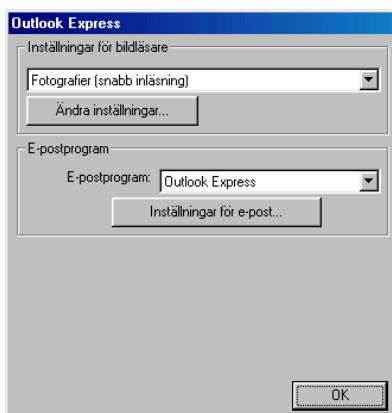 Outlook Express
Inställningar för bildläsare
Fotografier (snabb inläsning)
Ändra inställningar...
E-postprogram
E-postprogram: Outlook Express
Inställningar för e-post...
OK